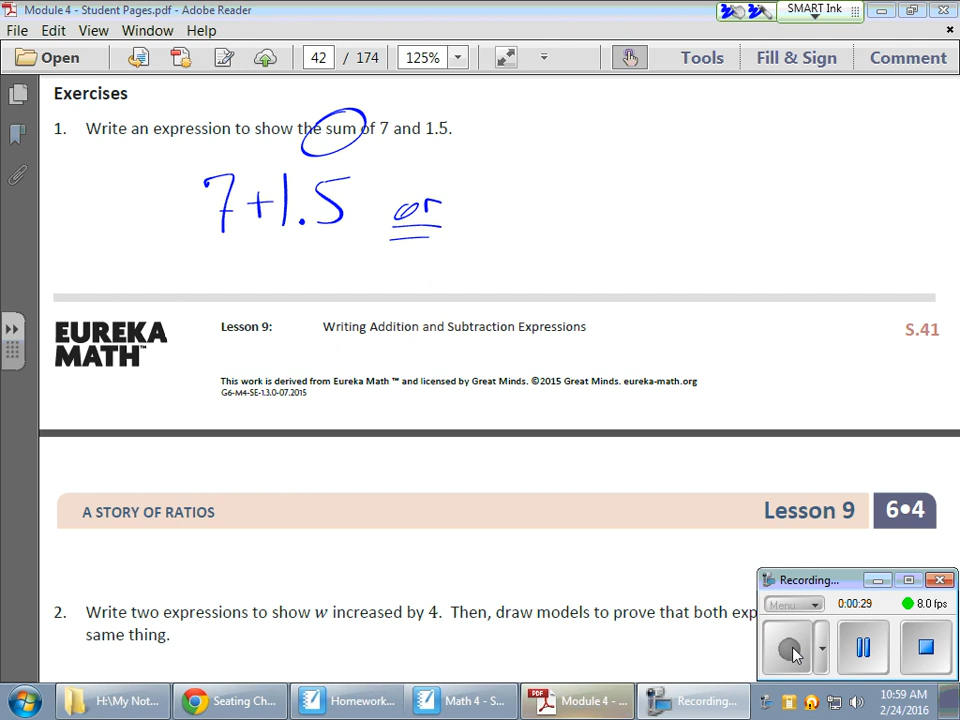 Module 4 - Student Pages.pdf - Adobe Reader
SMART Ink
File Edit View Window Help
Open 42 / 174 125% Tools Fill & Sign Comment
Exercises
1. Write an expression to show the sum of 7 and 1.5.
7+1.5 or
EUREKA MATH™
Lesson 9: Writing Addition and Subtraction Expressions
S.41
This work is derived from Eureka Math ™ and licensed by Great Minds. ©2015 Great Minds. eureka-math.org
G6-M4-SE-1.3.0-07.2015
A STORY OF RATIOS
Lesson 9 6•4
2. Write two expressions to show w increased by 4. Then, draw models to prove that both exp
same thing.
Recording...
Menu 0:00:29 8.0 fps
H:\My Not... Seating Ch... Homework... Math 4 - S... Module 4 - ... Recording...
10:59 AM
2/24/2016